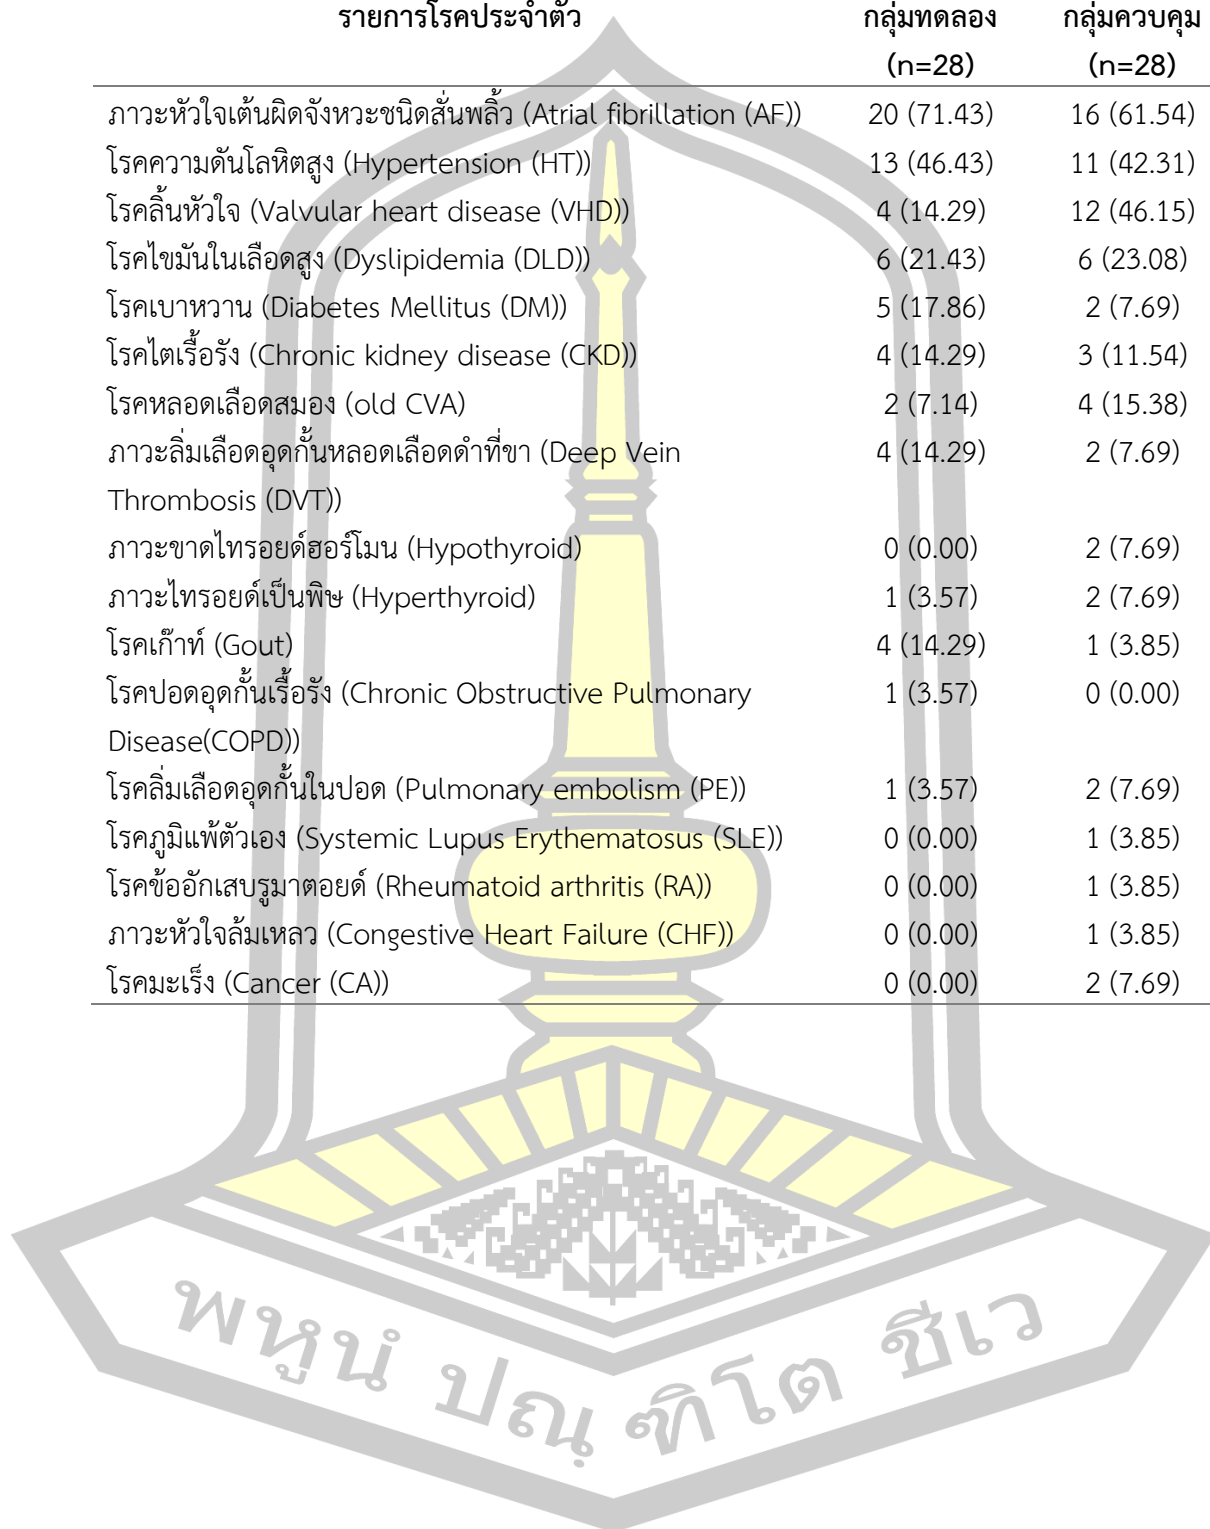 รายการโรคประจำตัว กลุ่มทดลอง กลุ่มควบคุม
(n=28) (n=28)
ภาวะหัวใจเต้นผิดจังหวะชนิดสั่นพลิ้ว (Atrial fibrillation (AF)) 20 (71.43) 16 (61.54)
โรคความดันโลหิตสูง (Hypertension (HT)) 13 (46.43) 11 (42.31)
โรคลิ้นหัวใจ (Valvular heart disease (VHD)) 4 (14.29) 12 (46.15)
โรคไขมันในเลือดสูง (Dyslipidemia (DLD)) 6 (21.43) 6 (23.08)
โรคเบาหวาน (Diabetes Mellitus (DM)) 5 (17.86) 2 (7.69)
โรคไตเรื้อรัง (Chronic kidney disease (CKD)) 4 (14.29) 3 (11.54)
โรคหลอดเลือดสมอง (old CVA) 2 (7.14) 4 (15.38)
ภาวะลิ่มเลือดอุดกั้นหลอดเลือดดำที่ขา (Deep Vein 4 (14.29) 2 (7.69)
Thrombosis (DVT))
ภาวะขาดไทรอยด์ฮอร์โมน (Hypothyroid) 0 (0.00) 2 (7.69)
ภาวะไทรอยด์เป็นพิษ (Hyperthyroid) 1 (3.57) 2 (7.69)
โรคเก๊าท์ (Gout) 4 (14.29) 1 (3.85)
โรคปอดอุดกั้นเรื้อรัง (Chronic Obstructive Pulmonary 1 (3.57) 0 (0.00)
Disease(COPD))
โรคลิ่มเลือดอุดกั้นในปอด (Pulmonary embolism (PE)) 1 (3.57) 2 (7.69)
โรคภูมิแพ้ตัวเอง (Systemic Lupus Erythematosus (SLE)) 0 (0.00) 1 (3.85)
โรคข้ออักเสบรูมาตอยด์ (Rheumatoid arthritis (RA)) 0 (0.00) 1 (3.85)
ภาวะหัวใจล้มเหลว (Congestive Heart Failure (CHF)) 0 (0.00) 1 (3.85)
โรคมะเร็ง (Cancer (CA)) 0 (0.00) 2 (7.69)
พหูนํ ปณฺฑิโต ชีเว